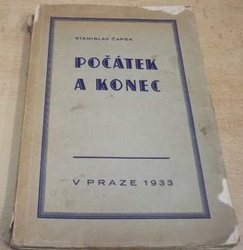 STANISLAV ČAPEK
POČÁTEK
A KONEC
V PRAZE 1933